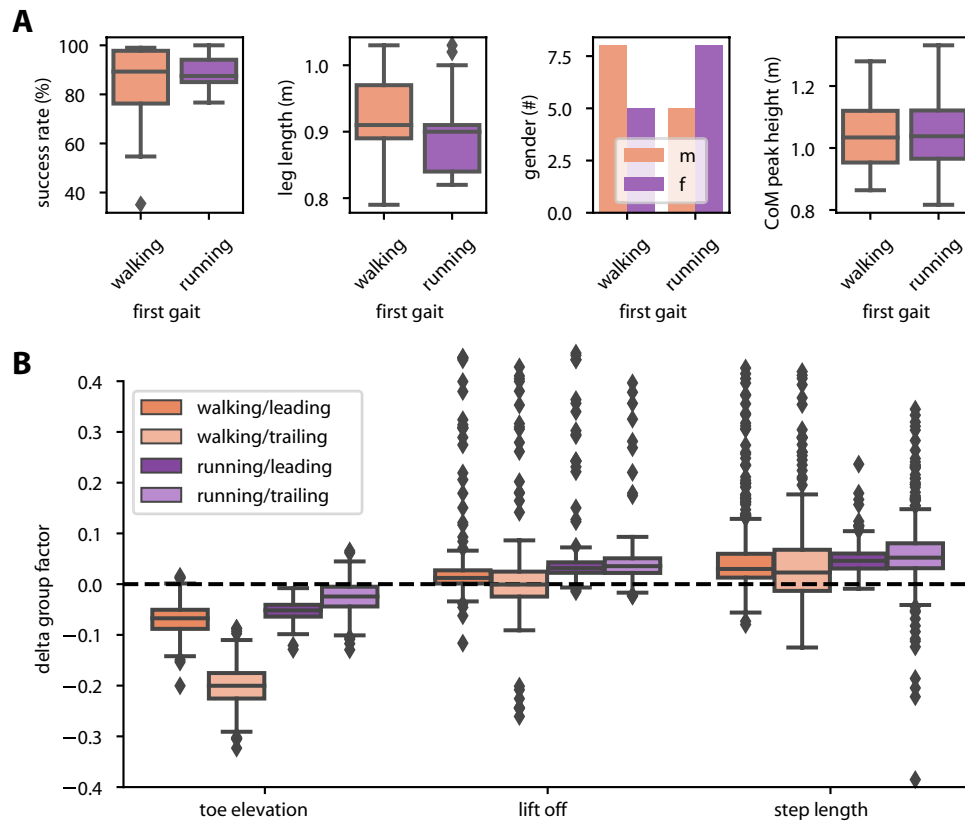 A
success rate (%)
100
80
60
40
walking
running
first gait
leg length (m)
1.0
0.9
0.8
walking
running
first gait
gender (#)
7.5
5.0
2.5
0.0
m
f
walking
running
first gait
CoM peak height (m)
1.2
1.0
0.8
walking
running
first gait
B
delta group factor
0.4
0.3
0.2
0.1
0.0
−0.1
−0.2
−0.3
−0.4
walking/leading
walking/trailing
running/leading
running/trailing
toe elevation
lift off
step length